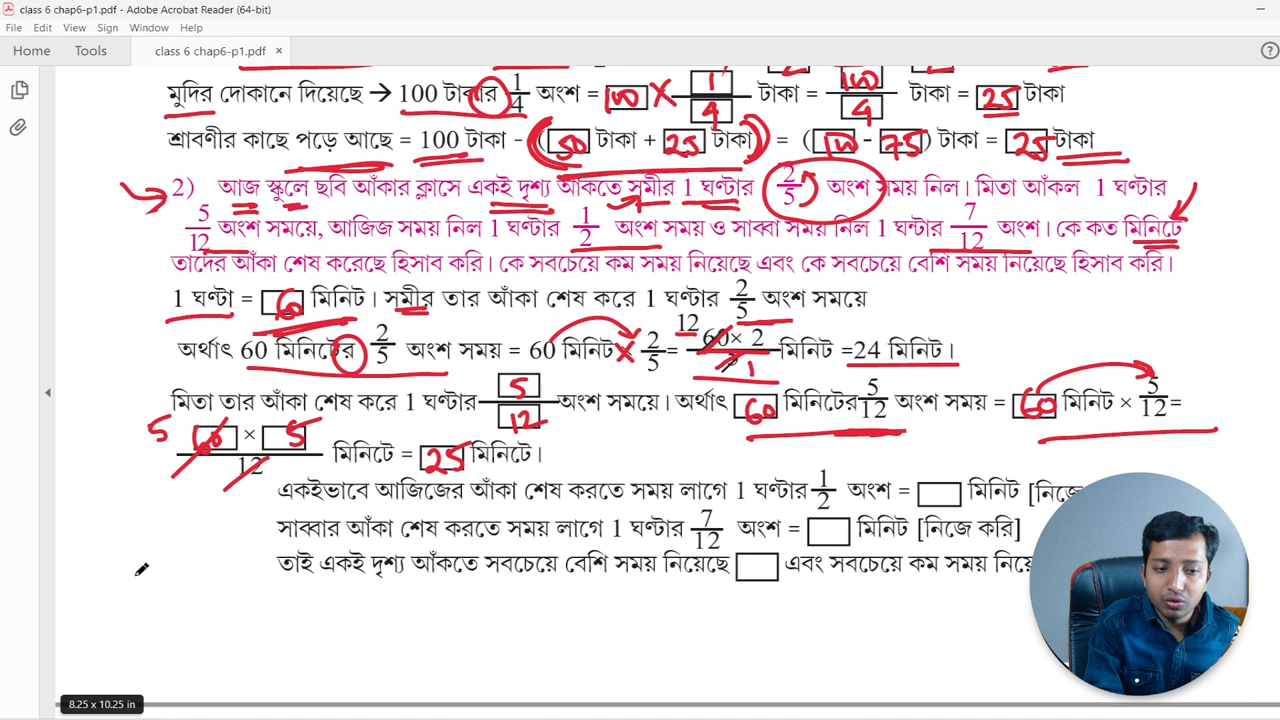 class 6 chap6-p1.pdf - Adobe Acrobat Reader (64-bit)
File Edit View Sign Window Help
Home Tools class 6 chap6-p1.pdf ×
মুদির দোকানে দিয়েছে → 100 টাকার 1/4 অংশ = 100 × 1/4 টাকা = 100/4 টাকা = 25 টাকা
শ্রাবণীর কাছে পড়ে আছে = 100 টাকা - (50 টাকা + 25 টাকা) = (100 - 75) টাকা = 25 টাকা
2) আজ স্কুলে ছবি আঁকার ক্লাসে একই দৃশ্য আঁকতে সমীর 1 ঘণ্টার 2/5 অংশ সময় নিল। মিতা আঁকল 1 ঘণ্টার
5/12 অংশ সময়ে, আজিজ সময় নিল 1 ঘণ্টার 1/2 অংশ সময় ও সাব্বা সময় নিল 1 ঘণ্টার 7/12 অংশ। কে কত মিনিটে
তাদের আঁকা শেষ করেছে হিসাব করি। কে সবচেয়ে কম সময় নিয়েছে এবং কে সবচেয়ে বেশি সময় নিয়েছে হিসাব করি।
1 ঘণ্টা = 60 মিনিট। সমীর তার আঁকা শেষ করে 1 ঘণ্টার 2/5 অংশ সময়ে
অর্থাৎ 60 মিনিটের 2/5 অংশ সময় = 60 মিনিট × 2/5 = 12 60 × 2 / 1 মিনিট =24 মিনিট।
মিতা তার আঁকা শেষ করে 1 ঘণ্টার 5/12 অংশ সময়ে। অর্থাৎ 60 মিনিটের 5/12 অংশ সময় = 60 মিনিট × 5/12 =
5 60 × 5 / 12 মিনিটে = 25 মিনিটে।
একইভাবে আজিজের আঁকা শেষ করতে সময় লাগে 1 ঘণ্টার 1/2 অংশ = মিনিট [নিজে
সাব্বার আঁকা শেষ করতে সময় লাগে 1 ঘণ্টার 7/12 অংশ = মিনিট [নিজে করি]
তাই একই দৃশ্য আঁকতে সবচেয়ে বেশি সময় নিয়েছে এবং সবচেয়ে কম সময় নিয়ে
8.25 x 10.25 in